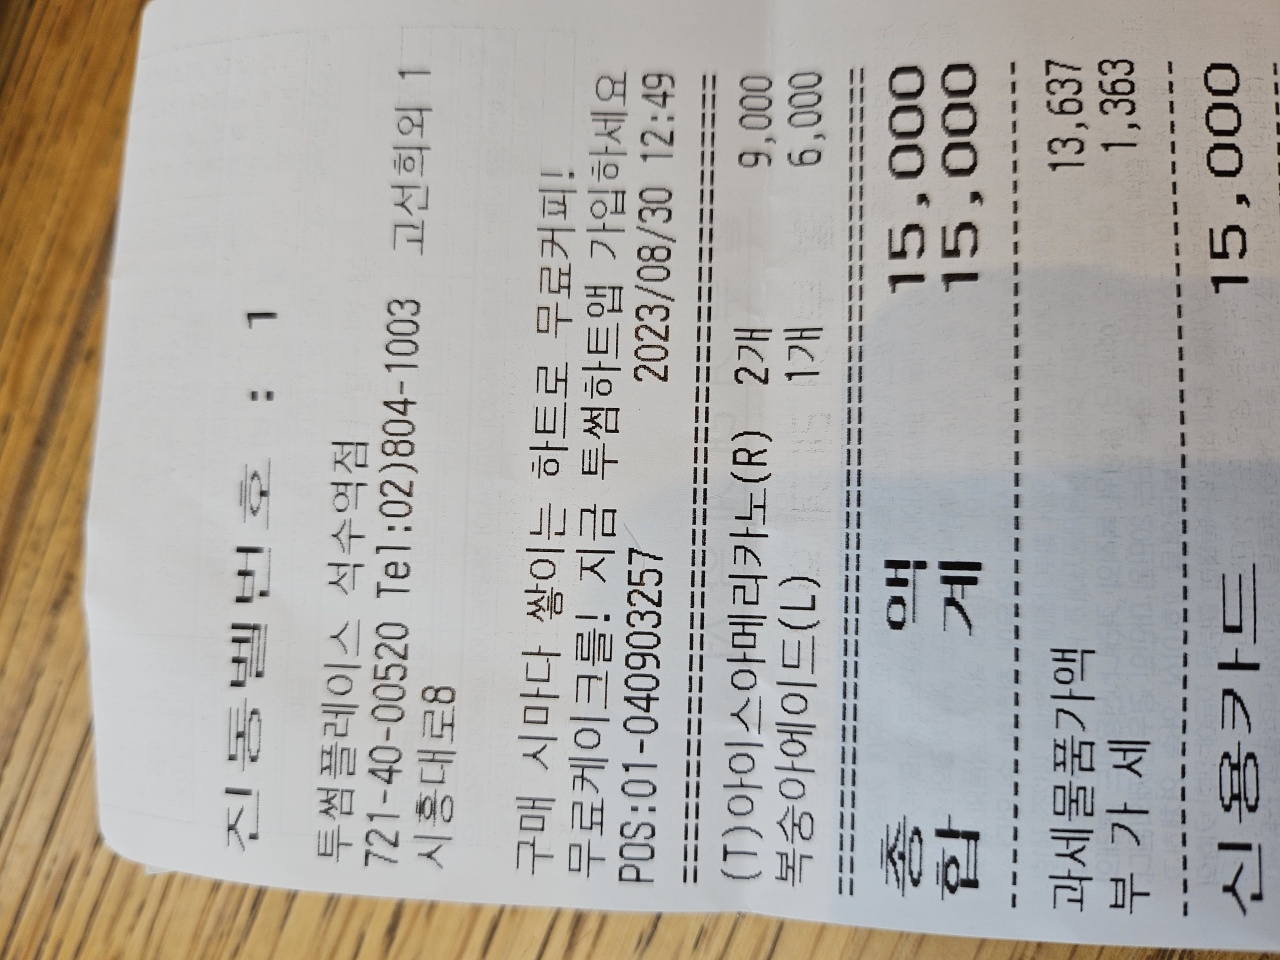 진동벨번호 : 1
투썸플레이스 석수역점
721-40-00520 Tel:02)804-1003 고선희외 1
시흥대로8
구매 시마다 쌓이는 하트로 무료커피!
무료케이크를! 지금 투썸하트앱 가입하세요
POS:01-040903257 2023/08/30 12:49
(T)아이스아메리카노(R) 2개 9,000
복숭아에이드(L) 1개 6,000
총 액 15,000
합 계 15,000
과세물품가액 13,637
부 가 세 1,363
신용카드 15,000